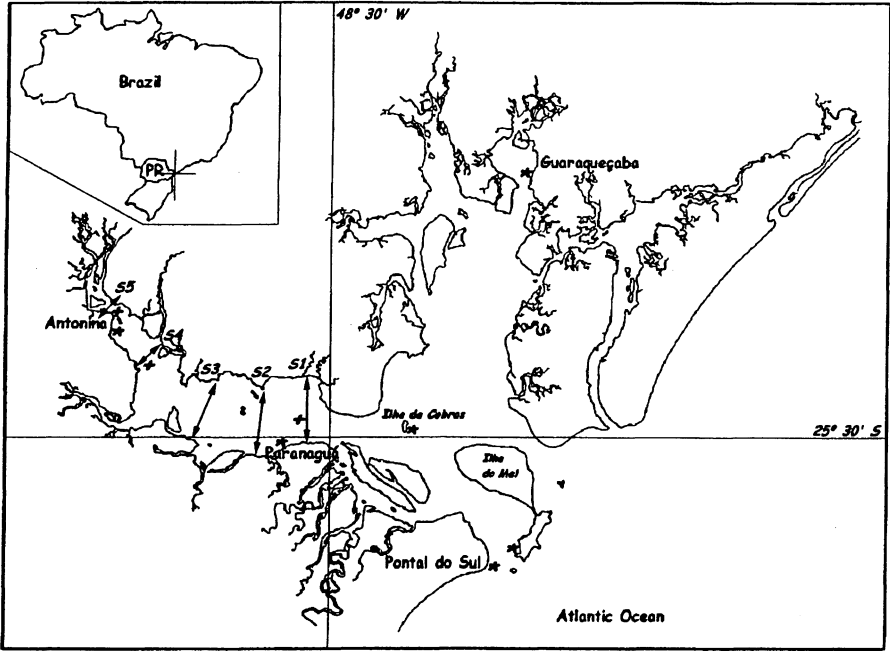 48° 30' W
Brazil
PR
Guaraqueçaba
S5
Antonina
S4
S3
S2
S1
Ilha da Cobras
25° 30' S
Paranaguá
Ilha
do Mel
Pontal do Sul
Atlantic Ocean